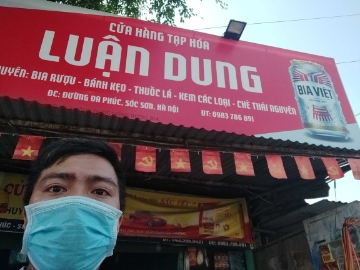 CỬA HÀNG TẠP HÓA
LUẬN DUNG
UYÊN: BIA RƯỢU - BÁNH KẸO - THUỐC LÁ - KEM CÁC LOẠI - CHÈ THÁI NGUYÊN
ĐC: ĐƯỜNG ĐA PHÚC, SÓC SƠN, HÀ NỘI
ĐT: 0983 786 891
BIA VIỆT